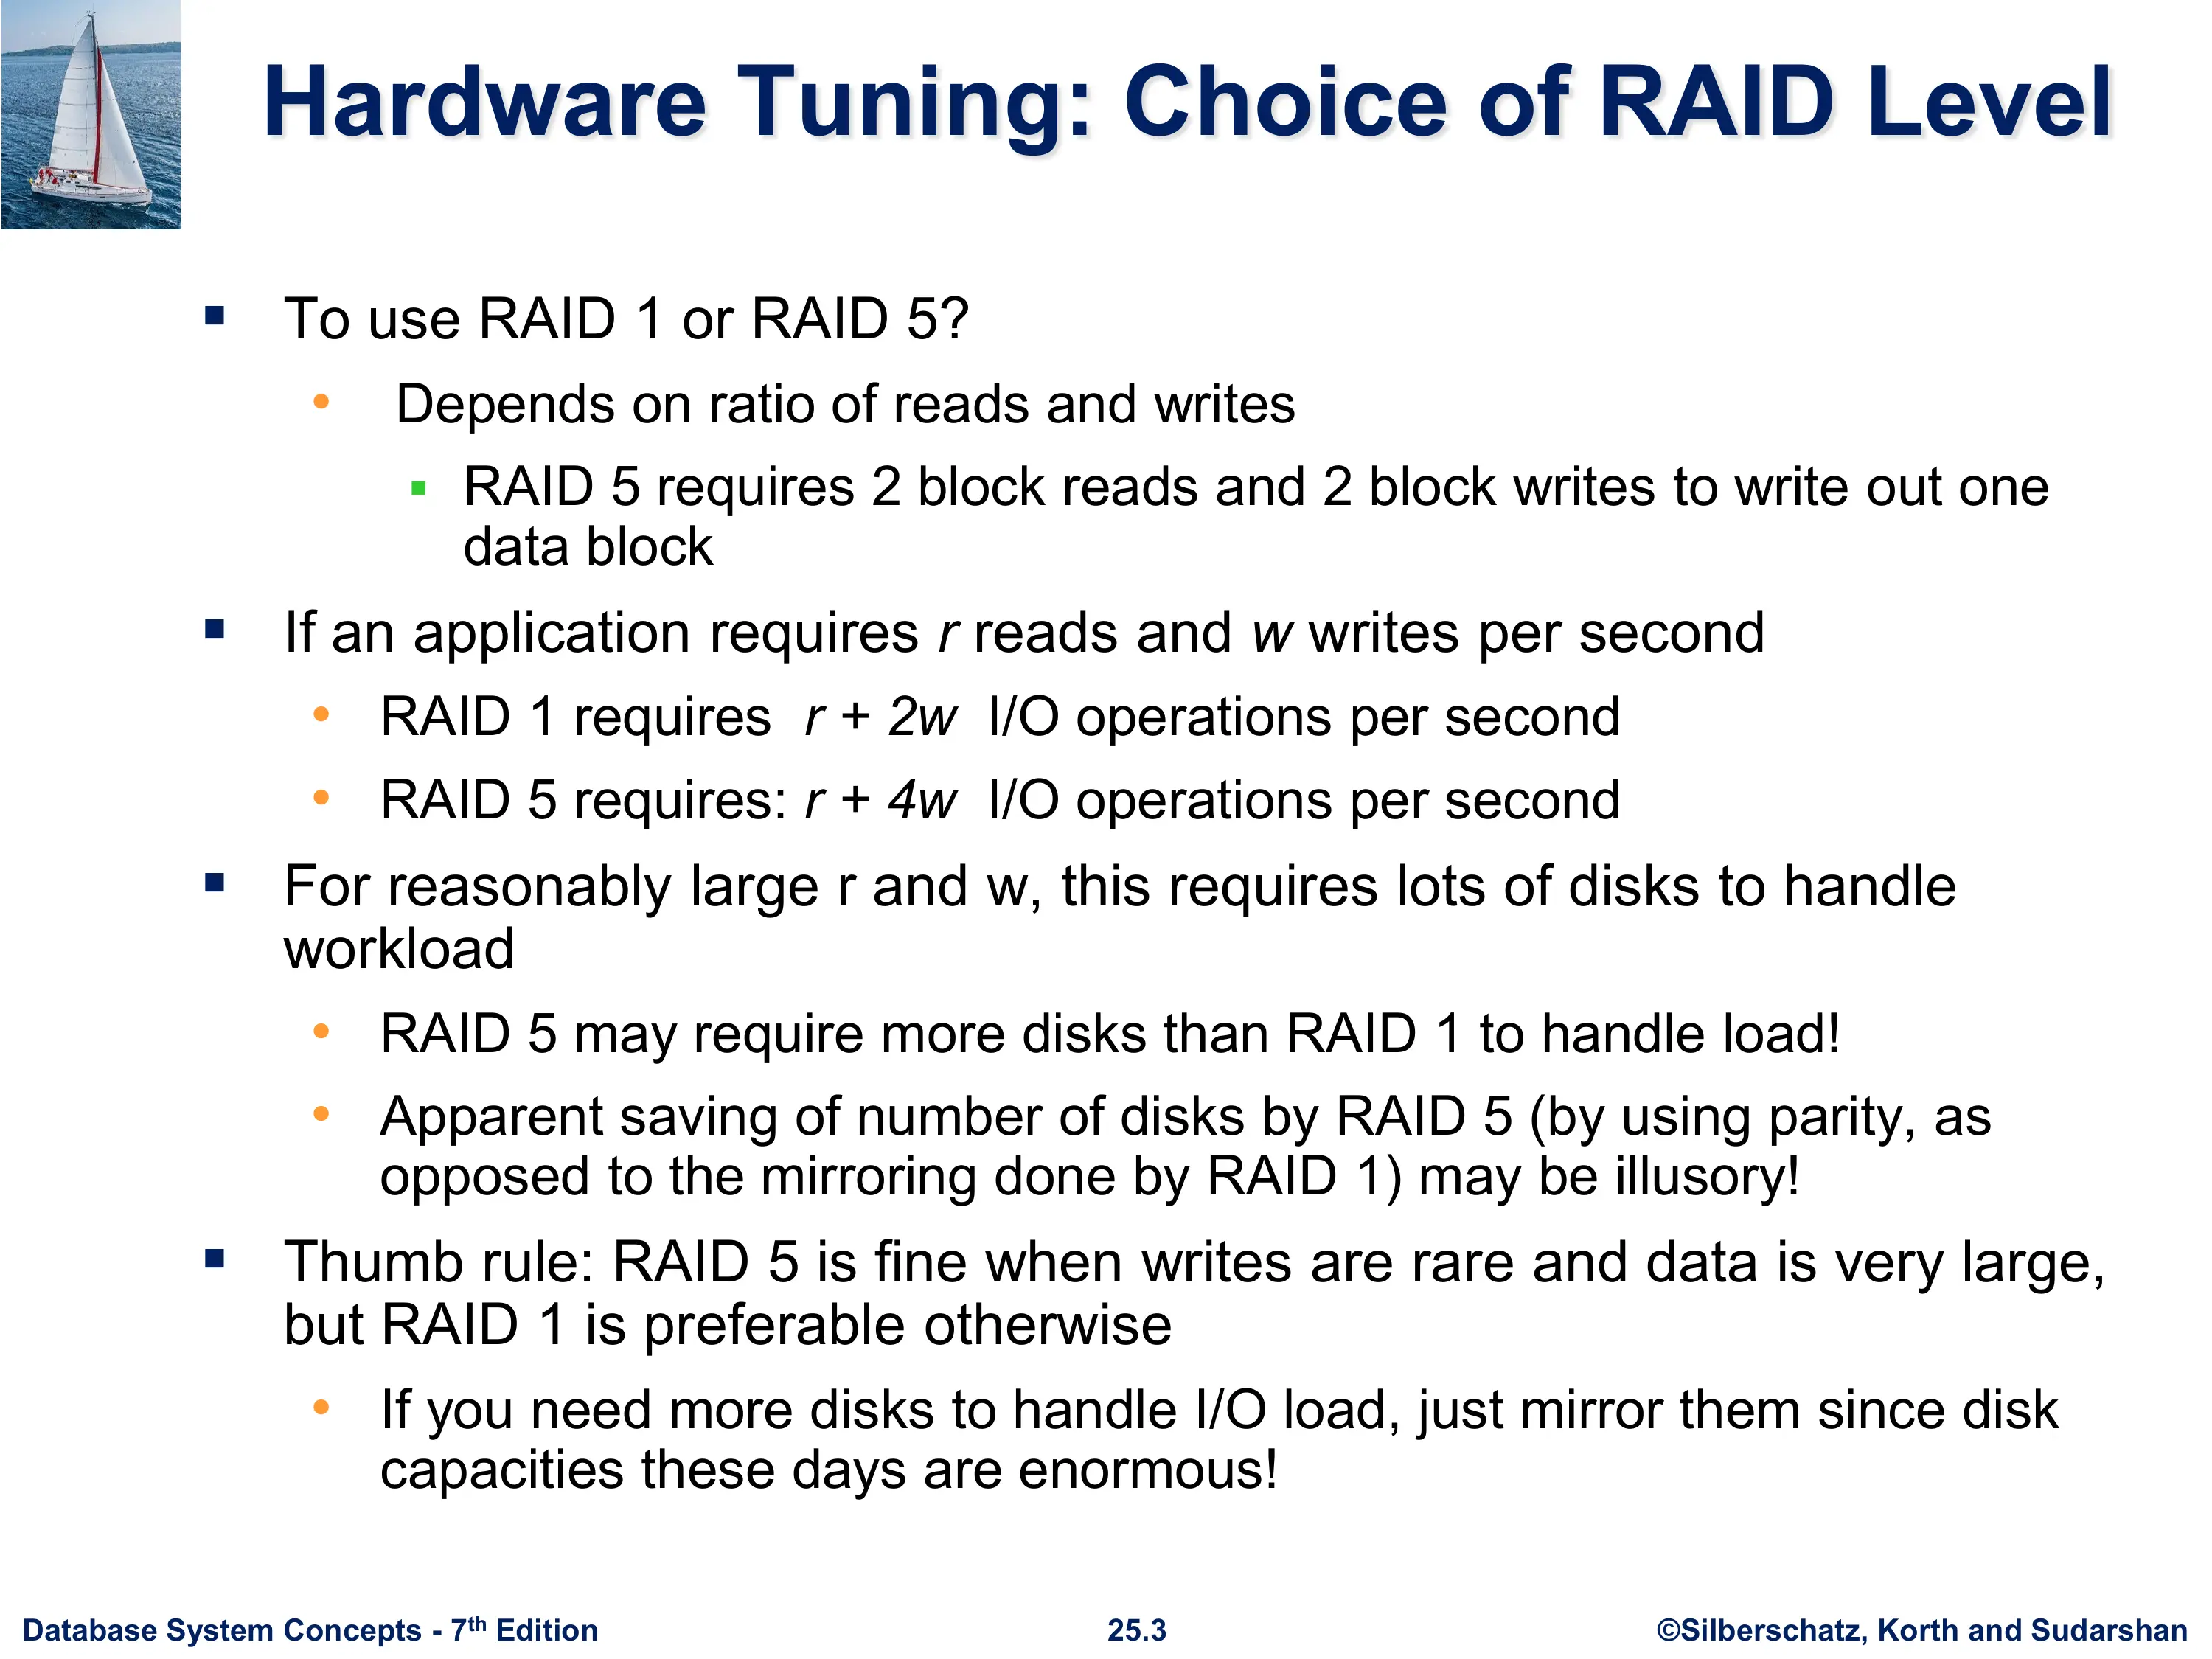 Hardware Tuning: Choice of RAID Level
▪ To use RAID 1 or RAID 5?
• Depends on ratio of reads and writes
▪ RAID 5 requires 2 block reads and 2 block writes to write out one
data block
▪ If an application requires r reads and w writes per second
• RAID 1 requires r + 2w I/O operations per second
• RAID 5 requires: r + 4w I/O operations per second
▪ For reasonably large r and w, this requires lots of disks to handle
workload
• RAID 5 may require more disks than RAID 1 to handle load!
• Apparent saving of number of disks by RAID 5 (by using parity, as
opposed to the mirroring done by RAID 1) may be illusory!
▪ Thumb rule: RAID 5 is fine when writes are rare and data is very large,
but RAID 1 is preferable otherwise
• If you need more disks to handle I/O load, just mirror them since disk
capacities these days are enormous!
Database System Concepts - 7th Edition 25.3 ©Silberschatz, Korth and Sudarshan